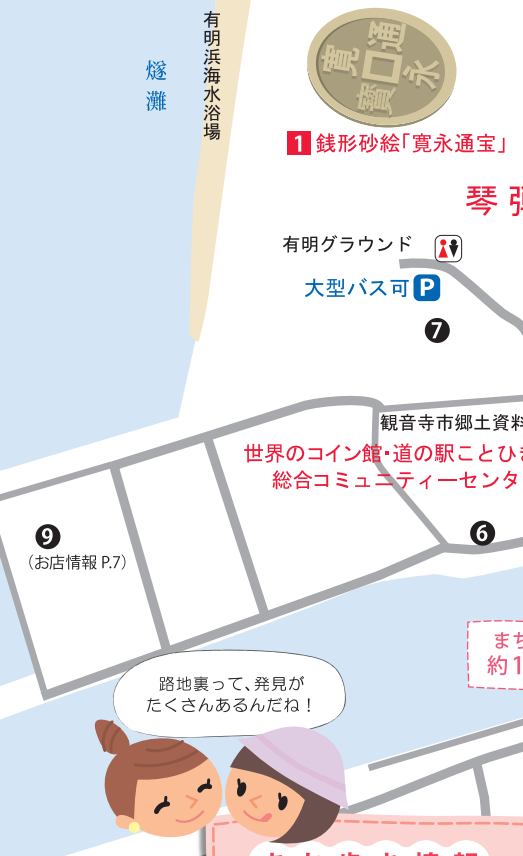 有明浜海水浴場
燧灘
寛永通寳
1 銭形砂絵「寛永通宝」
琴弾
有明グラウンド
大型バス可 P
7
観音寺市郷土資料
世界のコイン館・道の駅ことひき
総合コミュニティーセンタ
6
9
（お店情報 P.7）
まち
約1
路地裏って、発見が
たくさんあるんだね！